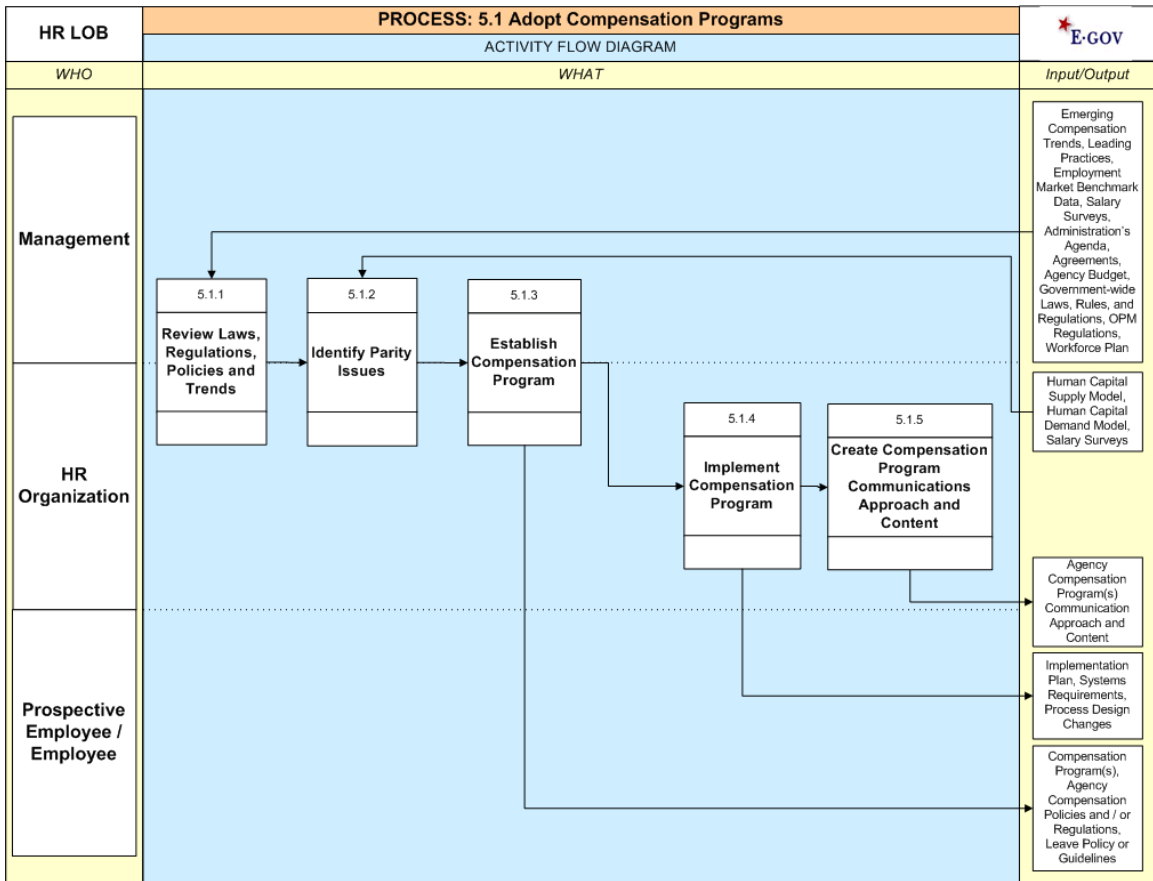 HR LOB
PROCESS: 5.1 Adopt Compensation Programs
ACTIVITY FLOW DIAGRAM
E-GOV
WHO
WHAT
Input/Output
Management
HR
Organization
Prospective
Employee /
Employee
5.1.1
Review Laws,
Regulations,
Policies and
Trends
5.1.2
Identify Parity
Issues
5.1.3
Establish
Compensation
Program
5.1.4
Implement
Compensation
Program
5.1.5
Create Compensation
Program
Communications
Approach and
Content
Emerging
Compensation
Trends, Leading
Practices,
Employment
Market Benchmark
Data, Salary
Surveys,
Administration's
Agenda,
Agreements,
Agency Budget,
Government-wide
Laws, Rules, and
Regulations, OPM
Regulations,
Workforce Plan
Human Capital
Supply Model,
Human Capital
Demand Model,
Salary Surveys
Agency
Compensation
Program(s)
Communication
Approach and
Content
Implementation
Plan, Systems
Requirements,
Process Design
Changes
Compensation
Program(s),
Agency
Compensation
Policies and / or
Regulations,
Leave Policy or
Guidelines